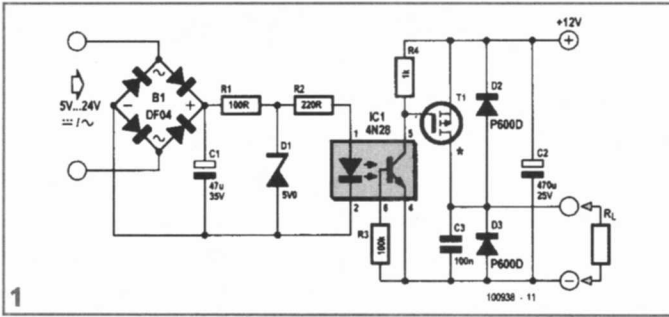 +12V
R4
1k
T1
D2
P600D
*
B1
DF04
5V...24V
⎓/~
R1
100R
R2
220R
IC1
4N28
C1
47u
35V
D1
5V0
1
5
2
6
4
C2
470u
25V
R3
100k
C3
100n
D3
P600D
RL
100938 - 11
1